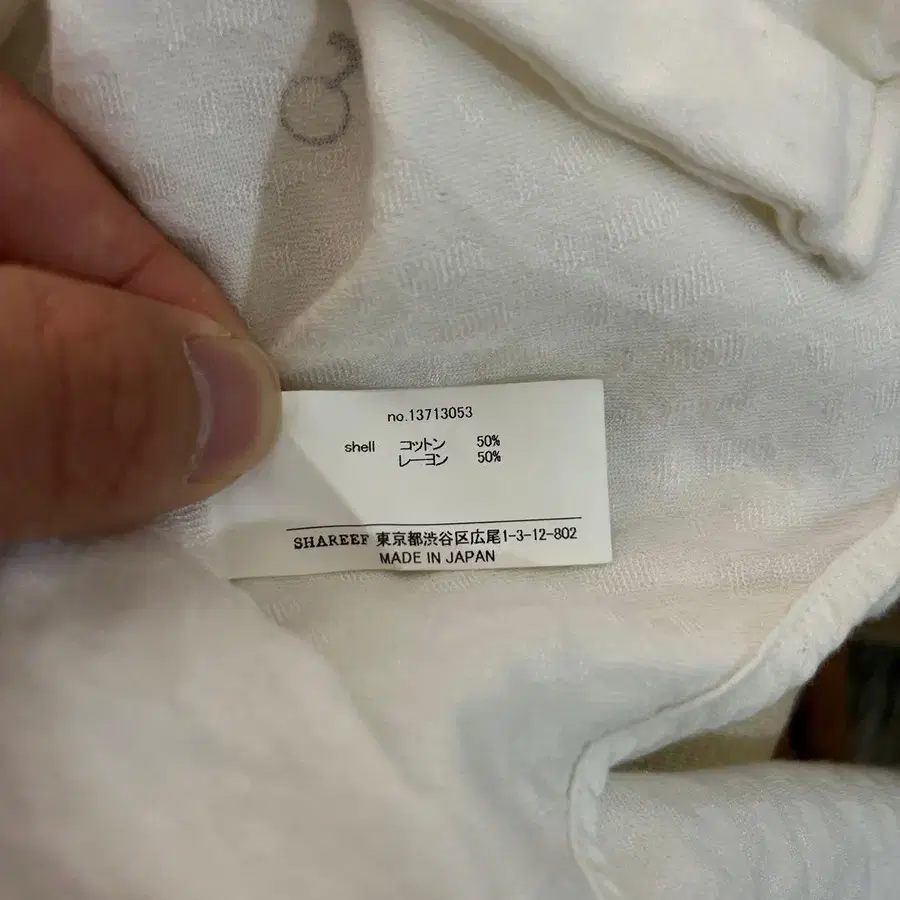 no.13713053
shell コットン 50%
レーヨン 50%
SHAREEF 東京都渋谷区広尾1-3-12-802
MADE IN JAPAN